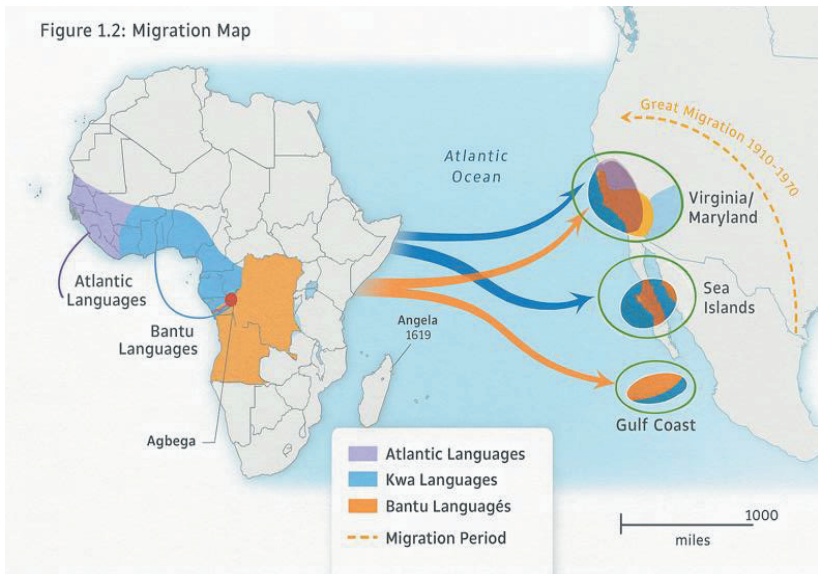 Figure 1.2: Migration Map
Atlantic
Ocean
Great Migration 1910-1970
Virginia/
Maryland
Atlantic
Languages
Sea
Islands
Bantu
Languages
Angela
1619
Gulf Coast
Agbega
Atlantic Languages
Kwa Languages
Bantu Languagés
Migration Period
1000
miles